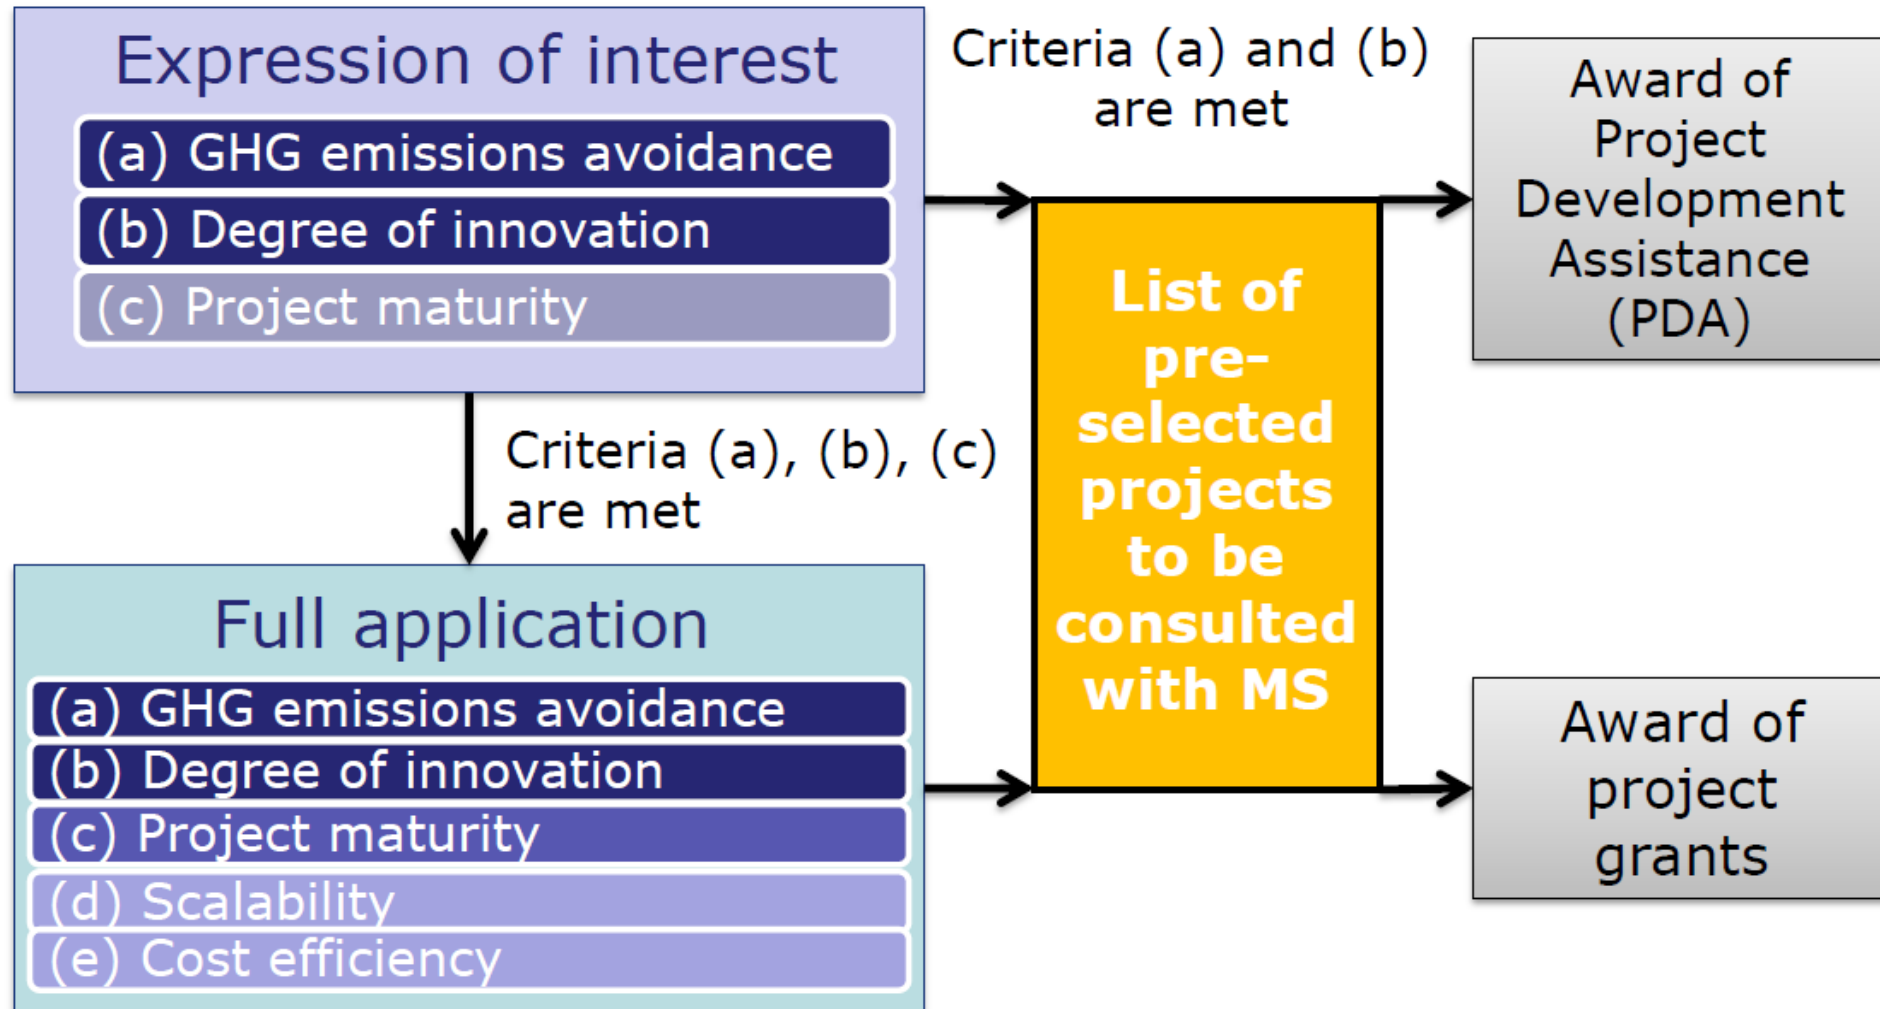 Expression of interest
(a) GHG emissions avoidance
(b) Degree of innovation
(c) Project maturity
Criteria (a) and (b)
are met
Award of
Project
Development
Assistance
(PDA)
List of
pre-
selected
projects
to be
consulted
with MS
Criteria (a), (b), (c)
are met
Full application
(a) GHG emissions avoidance
(b) Degree of innovation
(c) Project maturity
(d) Scalability
(e) Cost efficiency
Award of
project
grants